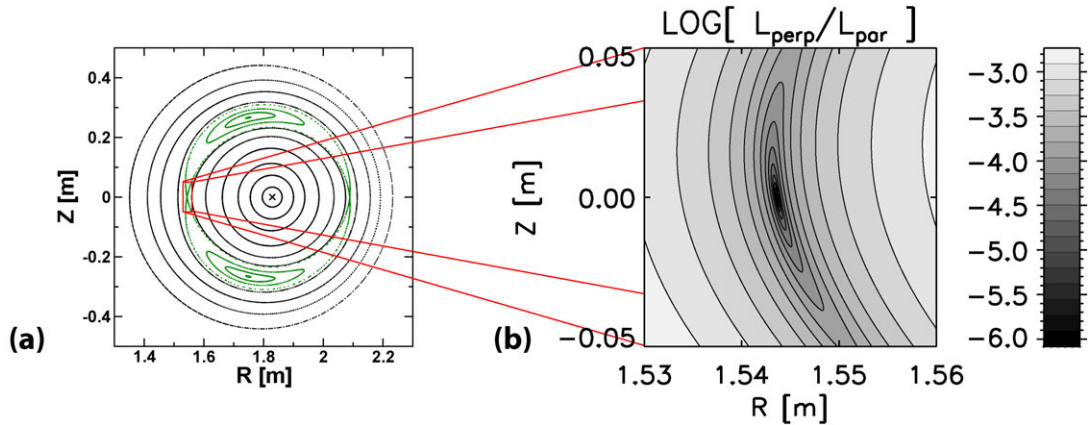 (a)
Z [m]
0.4
0.2
0
-0.2
-0.4
1.4 1.6 1.8 2 2.2
R [m]
(b)
LOG[ Lperp/Lpar ]
Z [m]
0.05
0.00
-0.05
1.53 1.54 1.55 1.56
R [m]
-3.0
-3.5
-4.0
-4.5
-5.0
-5.5
-6.0